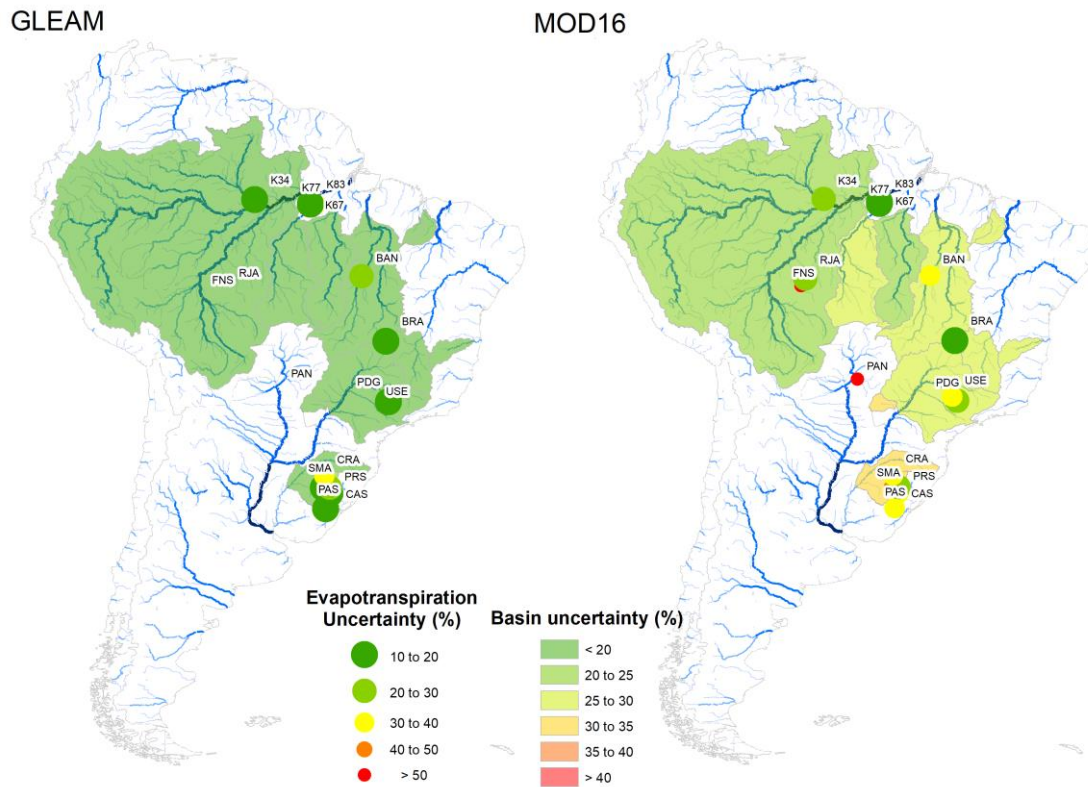 GLEAM
K34
K77
K83
K67
RJA
FNS
BAN
BRA
PAN
PDG
USE
CRA
SMA
PRS
PAS
CAS
MOD16
K34
K77
K83
K67
RJA
FNS
BAN
BRA
PAN
PDG
USE
CRA
SMA
PRS
PAS
CAS
Evapotranspiration
Uncertainty (%)
10 to 20
20 to 30
30 to 40
40 to 50
> 50
Basin uncertainty (%)
< 20
20 to 25
25 to 30
30 to 35
35 to 40
> 40